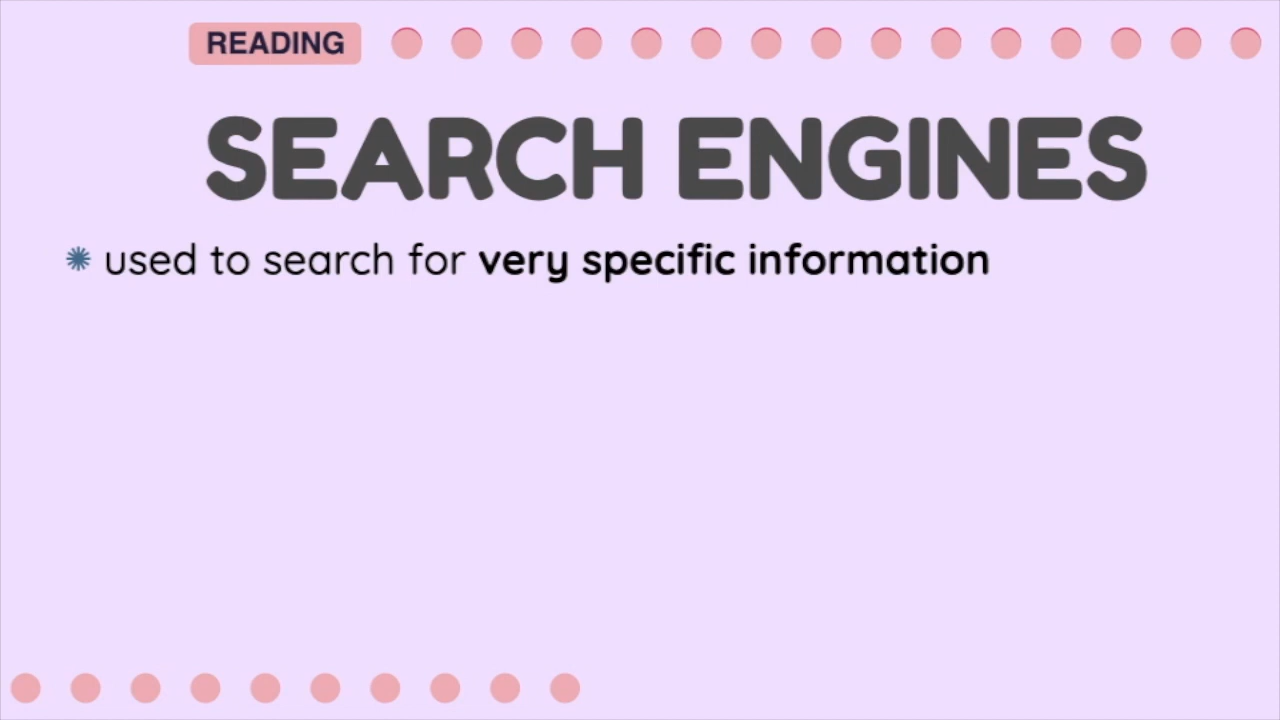 READING
SEARCH ENGINES
used to search for very specific information